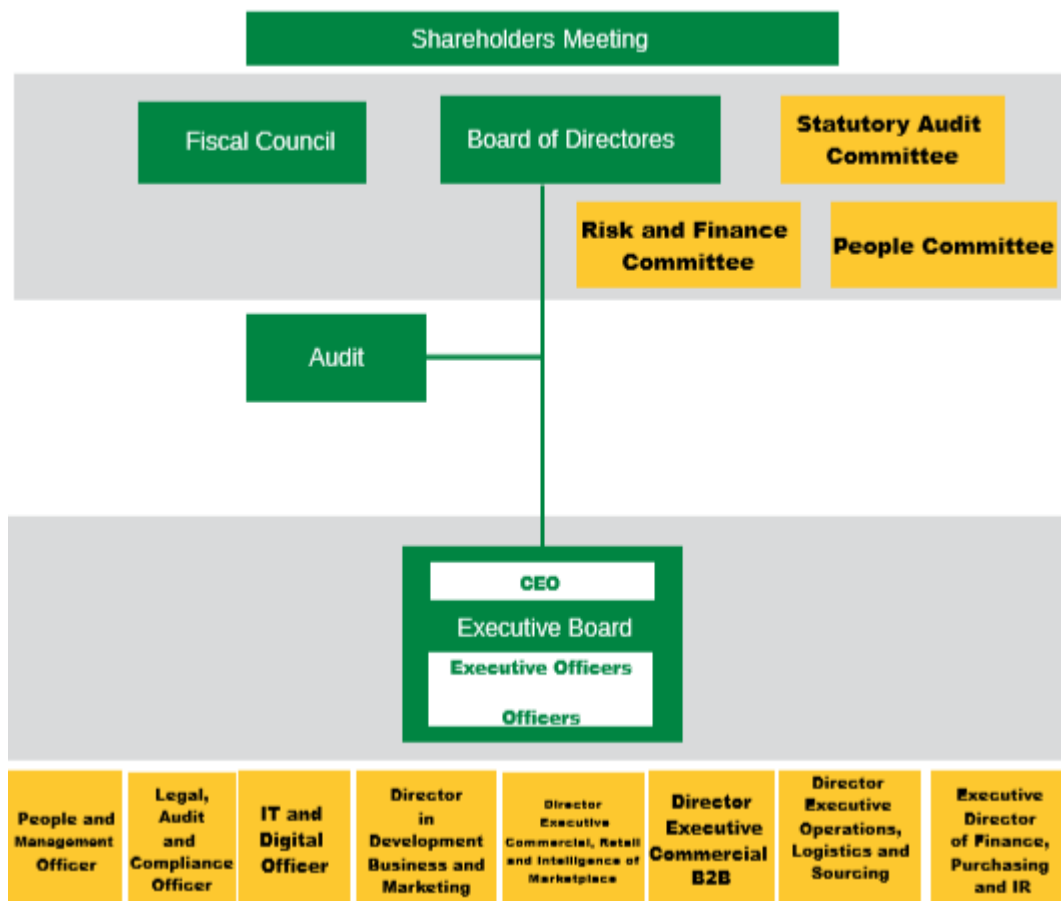 Shareholders Meeting
Fiscal Council
Board of Directores
Statutory Audit
Committee
Risk and Finance
Committee
People Committee
Audit
CEO
Executive Board
Executive Officers
Officers
People and
Management
Officer
Legal,
Audit
and
Compliance
Officer
IT and
Digital
Officer
Director
in
Development
Business and
Marketing
Director
Executive
Commercial, Retail
and Intelligence of
Marketplace
Director
Executive
Commercial
B2B
Director
Executive
Operations,
Logistics and
Sourcing
Executive
Director
of Finance,
Purchasing
and IR